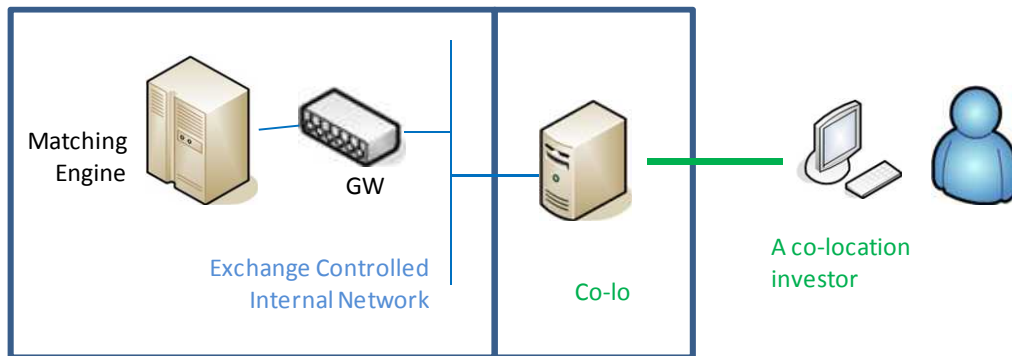 Matching
Engine
GW
Exchange Controlled
Internal Network
Co-lo
A co-location
investor